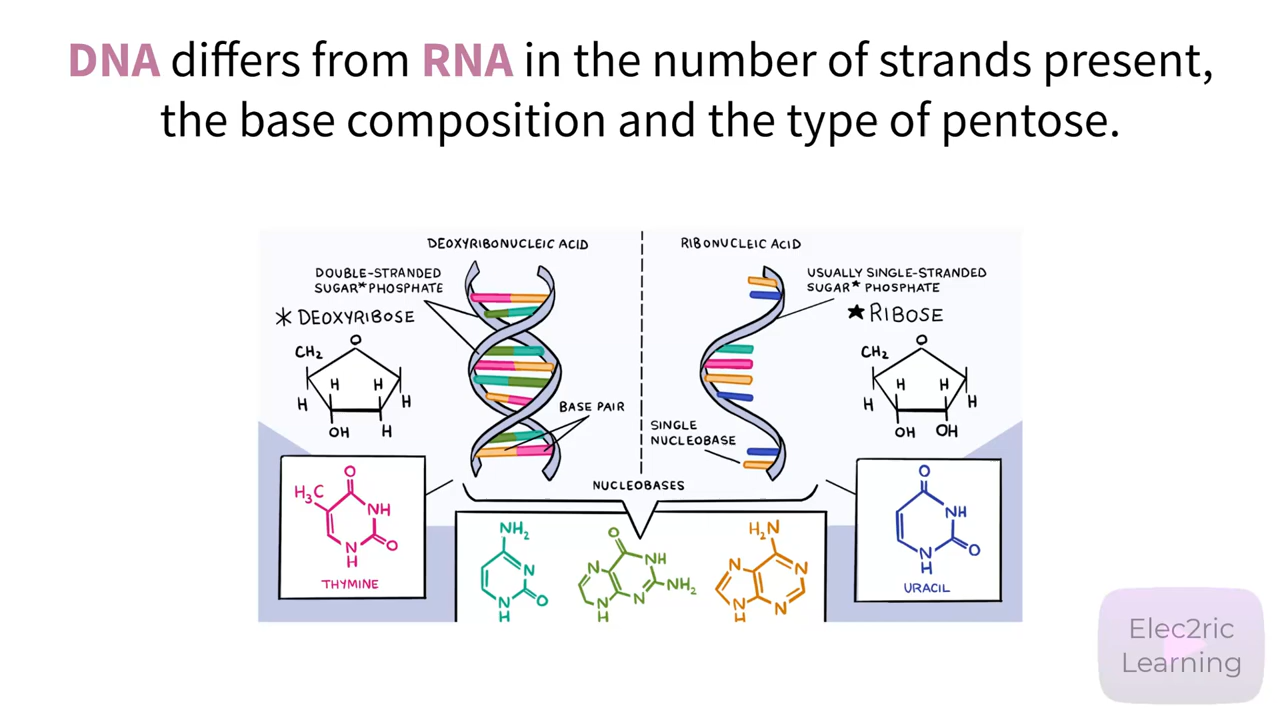 DNA differs from RNA in the number of strands present,
the base composition and the type of pentose.
DEOXYRIBONUCLEIC ACID
DOUBLE-STRANDED
SUGAR* PHOSPHATE
* DEOXYRIBOSE
O
CH₂
H H
H H
OH H
BASE PAIR
RIBONUCLEIC ACID
USUALLY SINGLE-STRANDED
SUGAR* PHOSPHATE
★ RIBOSE
O
CH₂
H H
H H
OH OH
SINGLE
NUCLEOBASE
NUCLEOBASES
O
H₃C
NH
N
O
H
THYMINE
NH₂
N
N
O
H
O
N
NH
N
N
NH₂
H
H₂N
N
N
N
N
H
O
NH
N
O
H
URACIL
Elec2ric
Learning